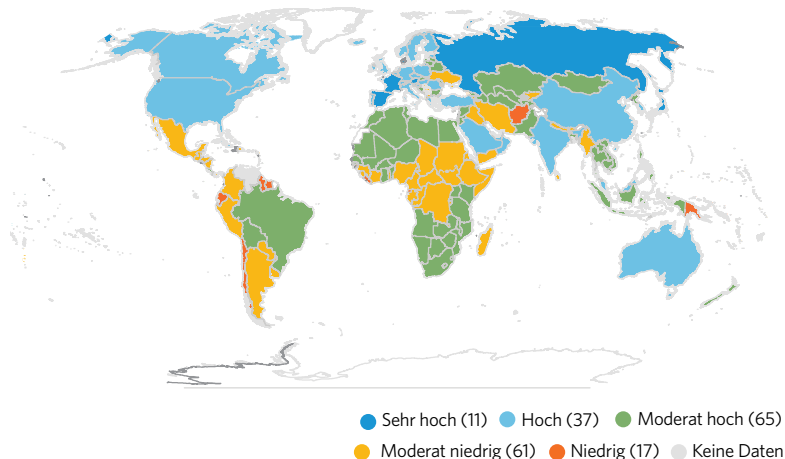 Sehr hoch (11) Hoch (37) Moderat hoch (65)
Moderat niedrig (61) Niedrig (17) Keine Daten